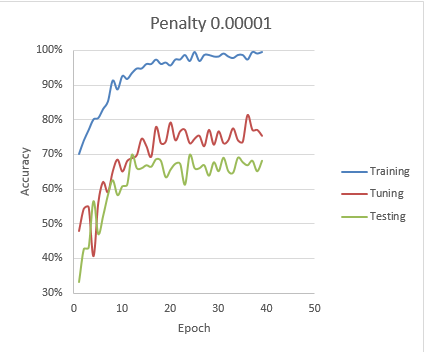 Penalty 0.00001
100%
90%
80%
70%
60%
50%
40%
30%
Accuracy
0 10 20 30 40 50
Epoch
Training
Tuning
Testing